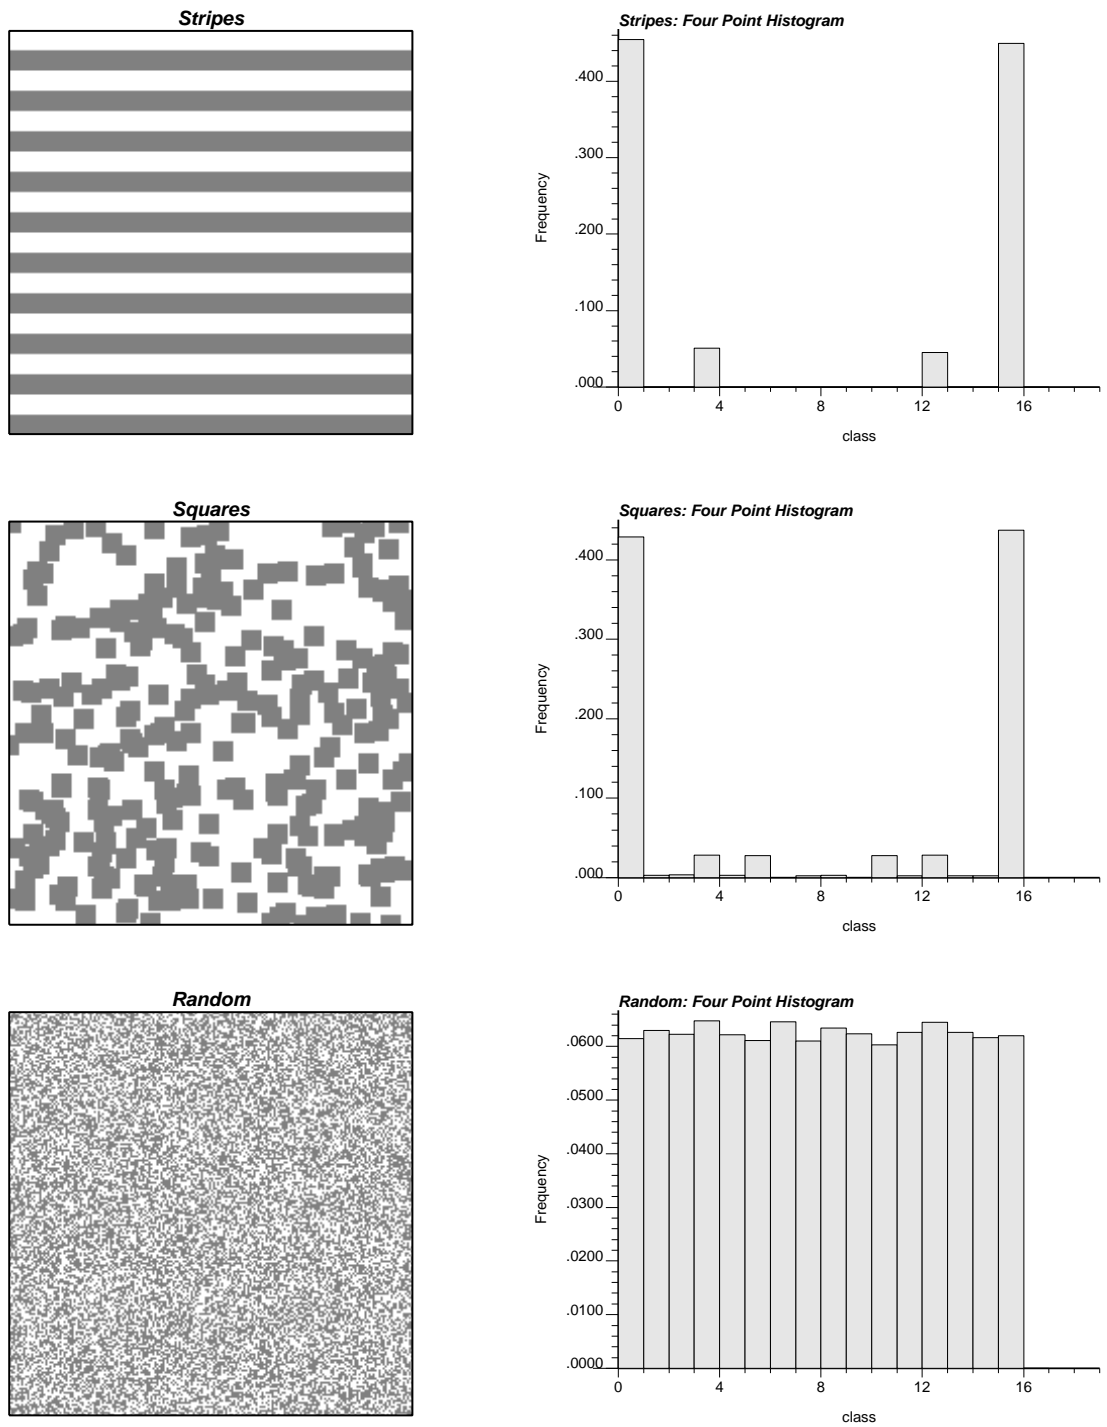 Stripes
Stripes: Four Point Histogram
Frequency
.400
.300
.200
.100
.000
0 4 8 12 16
class
Squares
Squares: Four Point Histogram
Frequency
.400
.300
.200
.100
.000
0 4 8 12 16
class
Random
Random: Four Point Histogram
Frequency
.0600
.0500
.0400
.0300
.0200
.0100
.0000
0 4 8 12 16
class